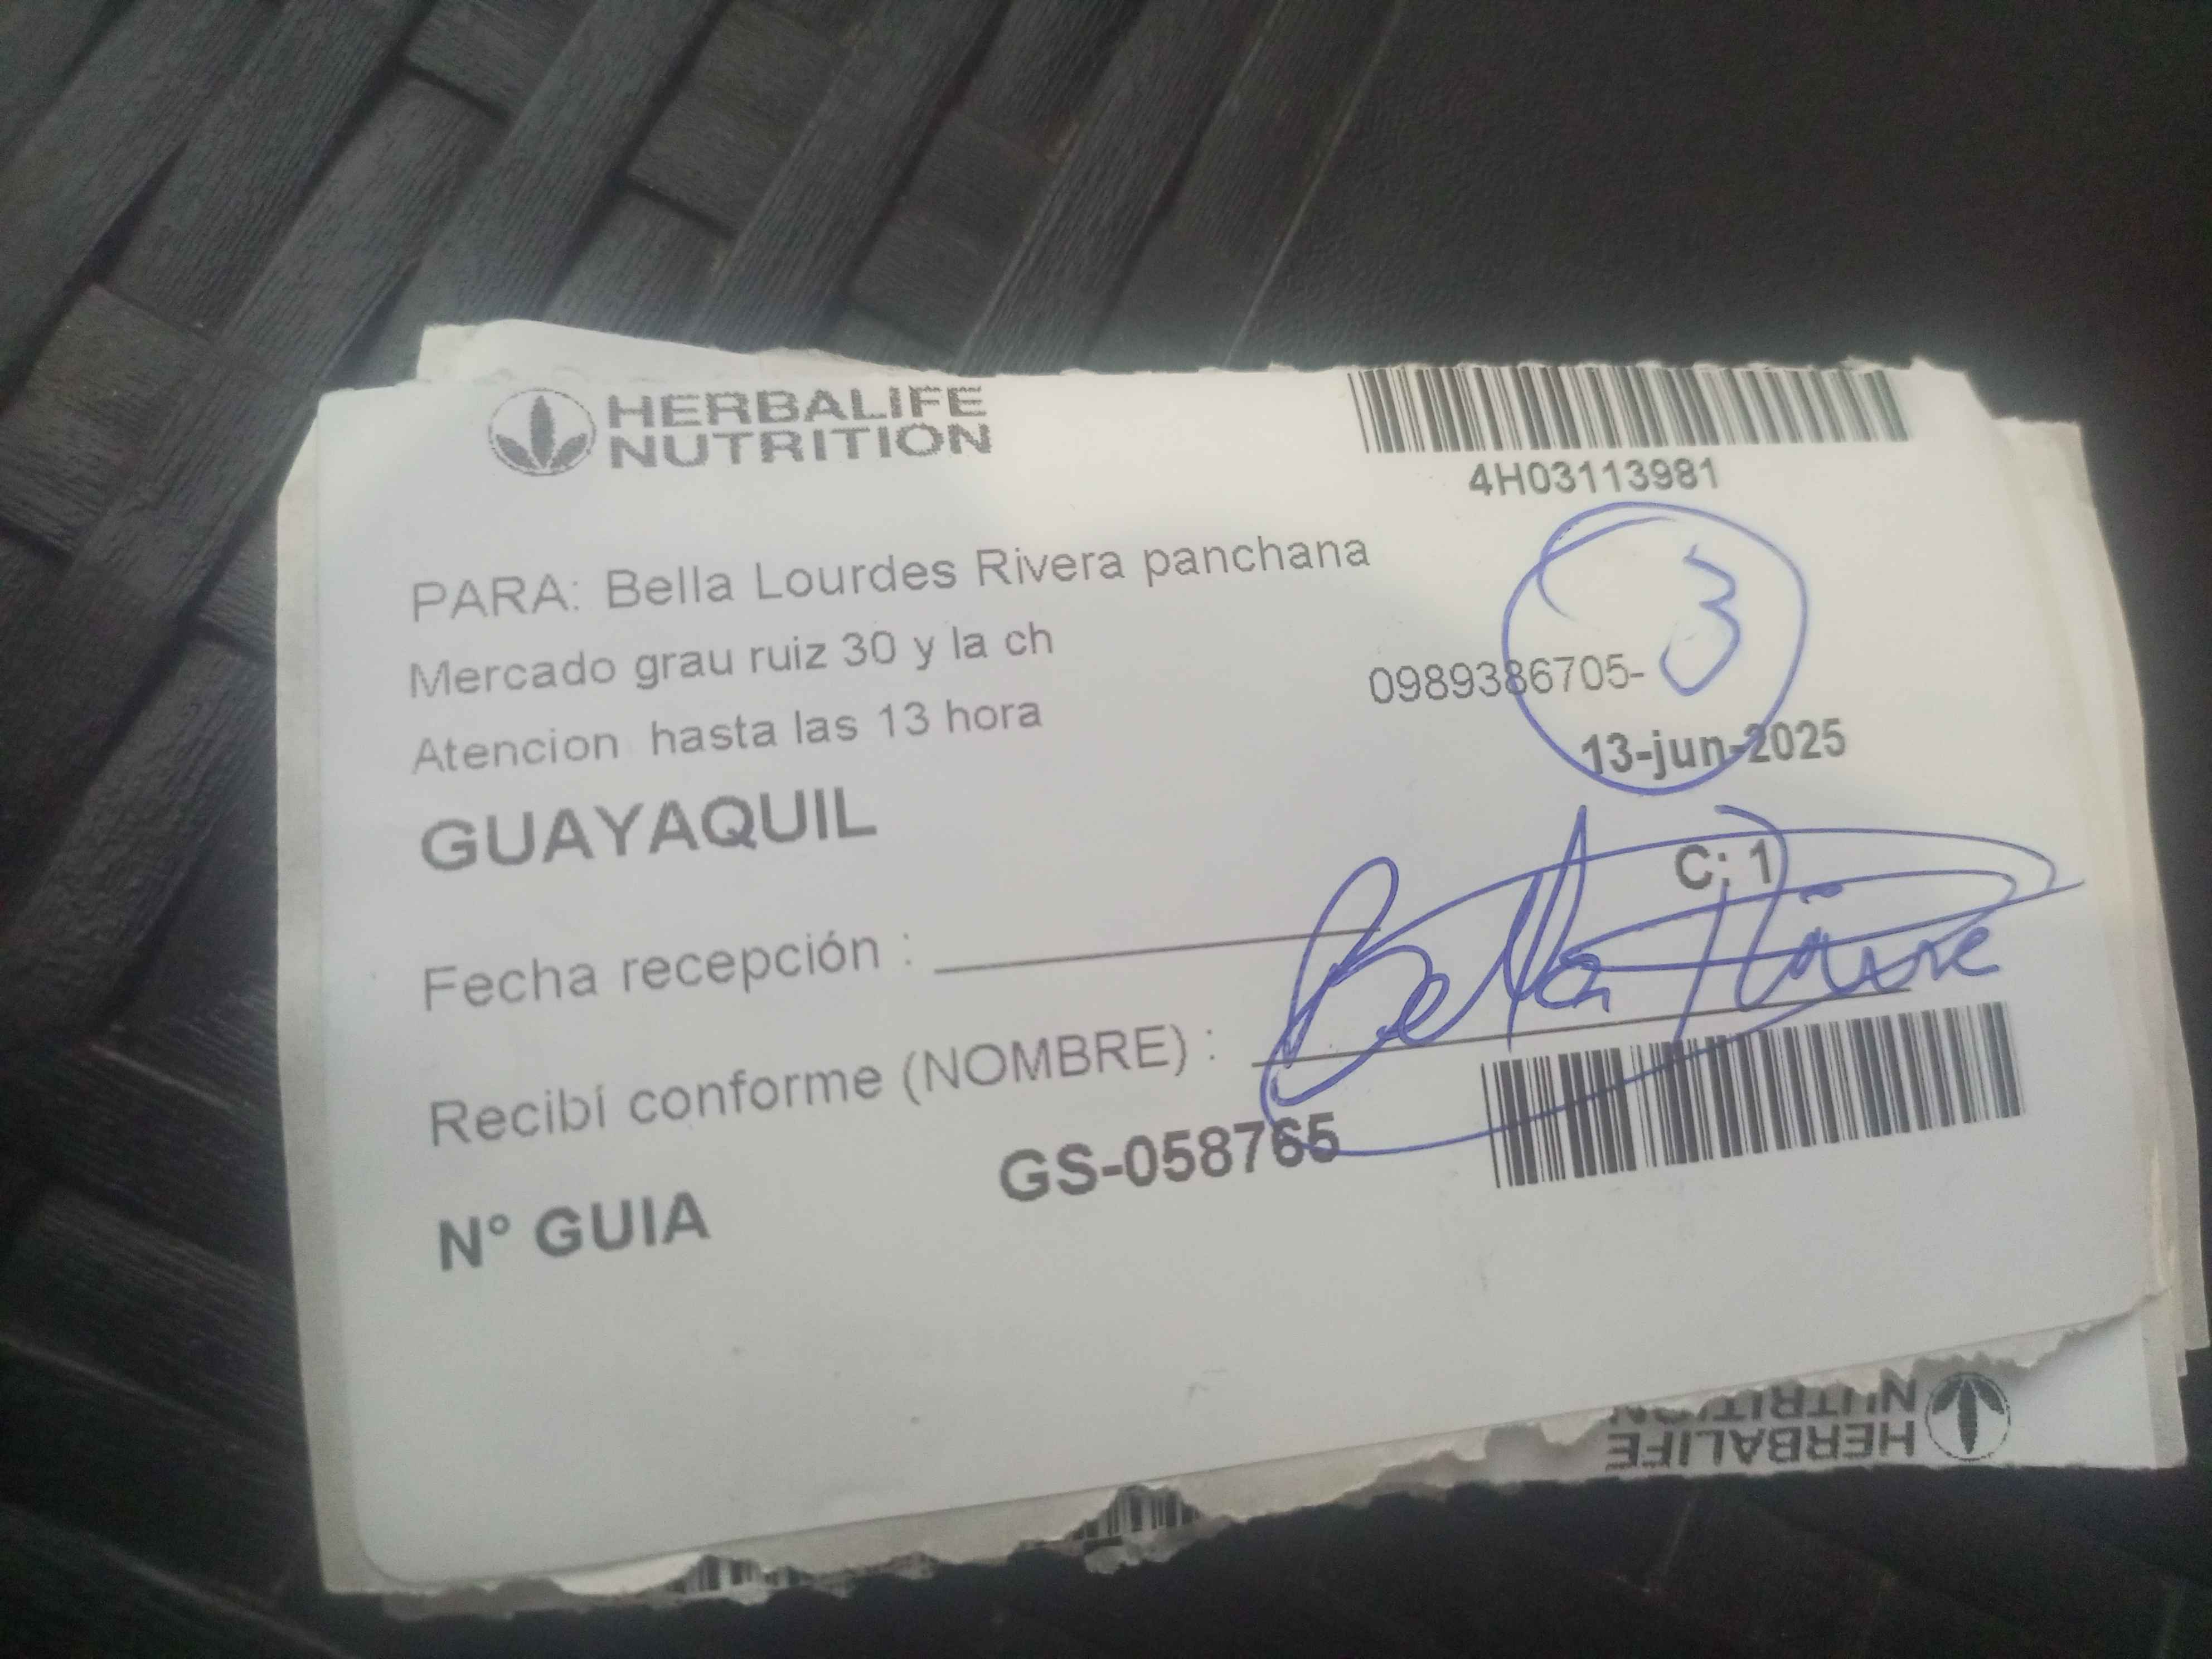 HERBALIFE
NUTRITION
4H03113981
PARA: Bella Lourdes Rivera panchana
3
Mercado grau ruiz 30 y la ch
0989386705-
Atencion hasta las 13 hora
13-jun-2025
GUAYAQUIL
C: 1
Fecha recepción :
Recibí conforme (NOMBRE) :
Bella
N° GUIA
GS-058765
HERBALIFE
NUTRITION